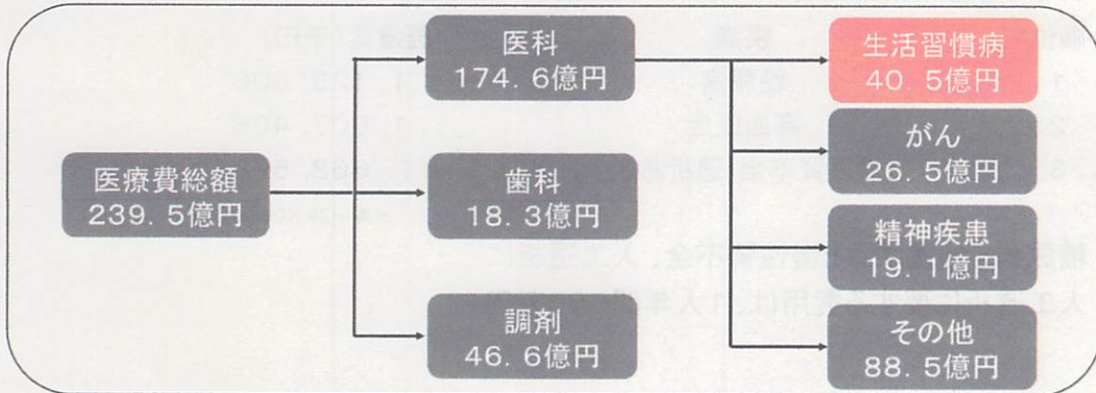 医療費総額
239.5億円
医科
174.6億円
歯科
18.3億円
調剤
46.6億円
生活習慣病
40.5億円
がん
26.5億円
精神疾患
19.1億円
その他
88.5億円